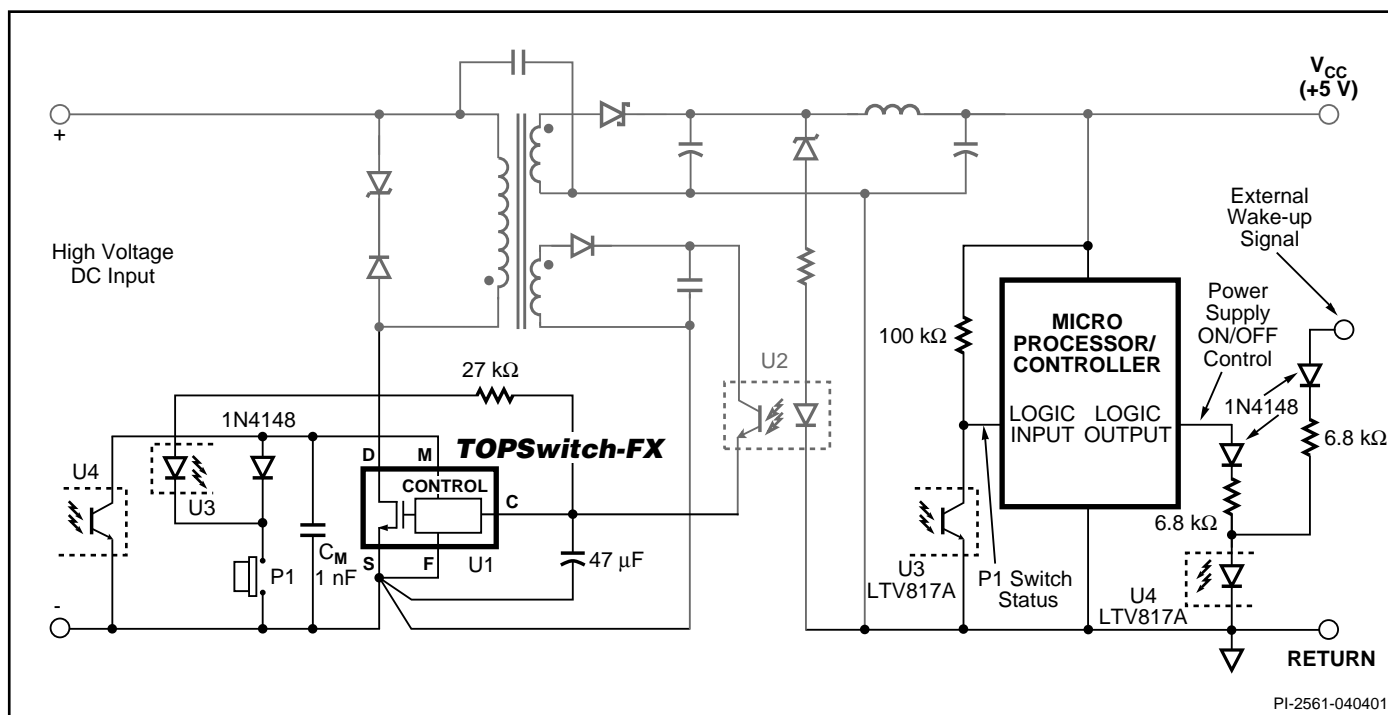 V_CC
(+5 V)
+
High Voltage
DC Input
External
Wake-up
Signal
Power
Supply
ON/OFF
Control
100 kΩ
MICRO
PROCESSOR/
CONTROLLER
LOGIC
INPUT
LOGIC
OUTPUT
1N4148
6.8 kΩ
6.8 kΩ
U2
27 kΩ
1N4148
TOPSwitch-FX
U4
U3
D
M
CONTROL
C
S
F
U1
C_M
1 nF
P1
47 µF
U3
LTV817A
P1 Switch
Status
U4
LTV817A
-
RETURN
PI-2561-040401